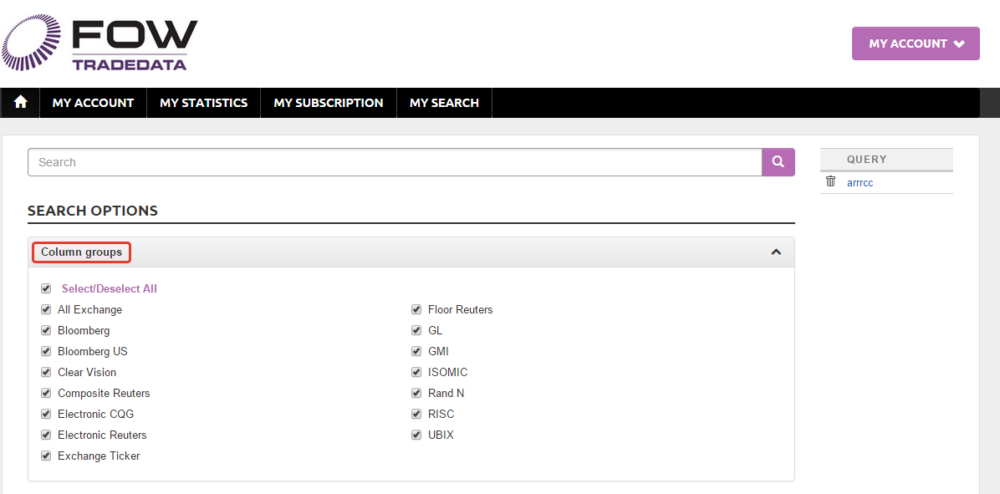 FOW
TRADEDATA
MY ACCOUNT
MY ACCOUNT MY STATISTICS MY SUBSCRIPTION MY SEARCH
Search
QUERY
arrrcc
SEARCH OPTIONS
Column groups
Select/Deselect All
All Exchange
Bloomberg
Bloomberg US
Clear Vision
Composite Reuters
Electronic CQG
Electronic Reuters
Exchange Ticker
Floor Reuters
GL
GMI
ISOMIC
Rand N
RISC
UBIX